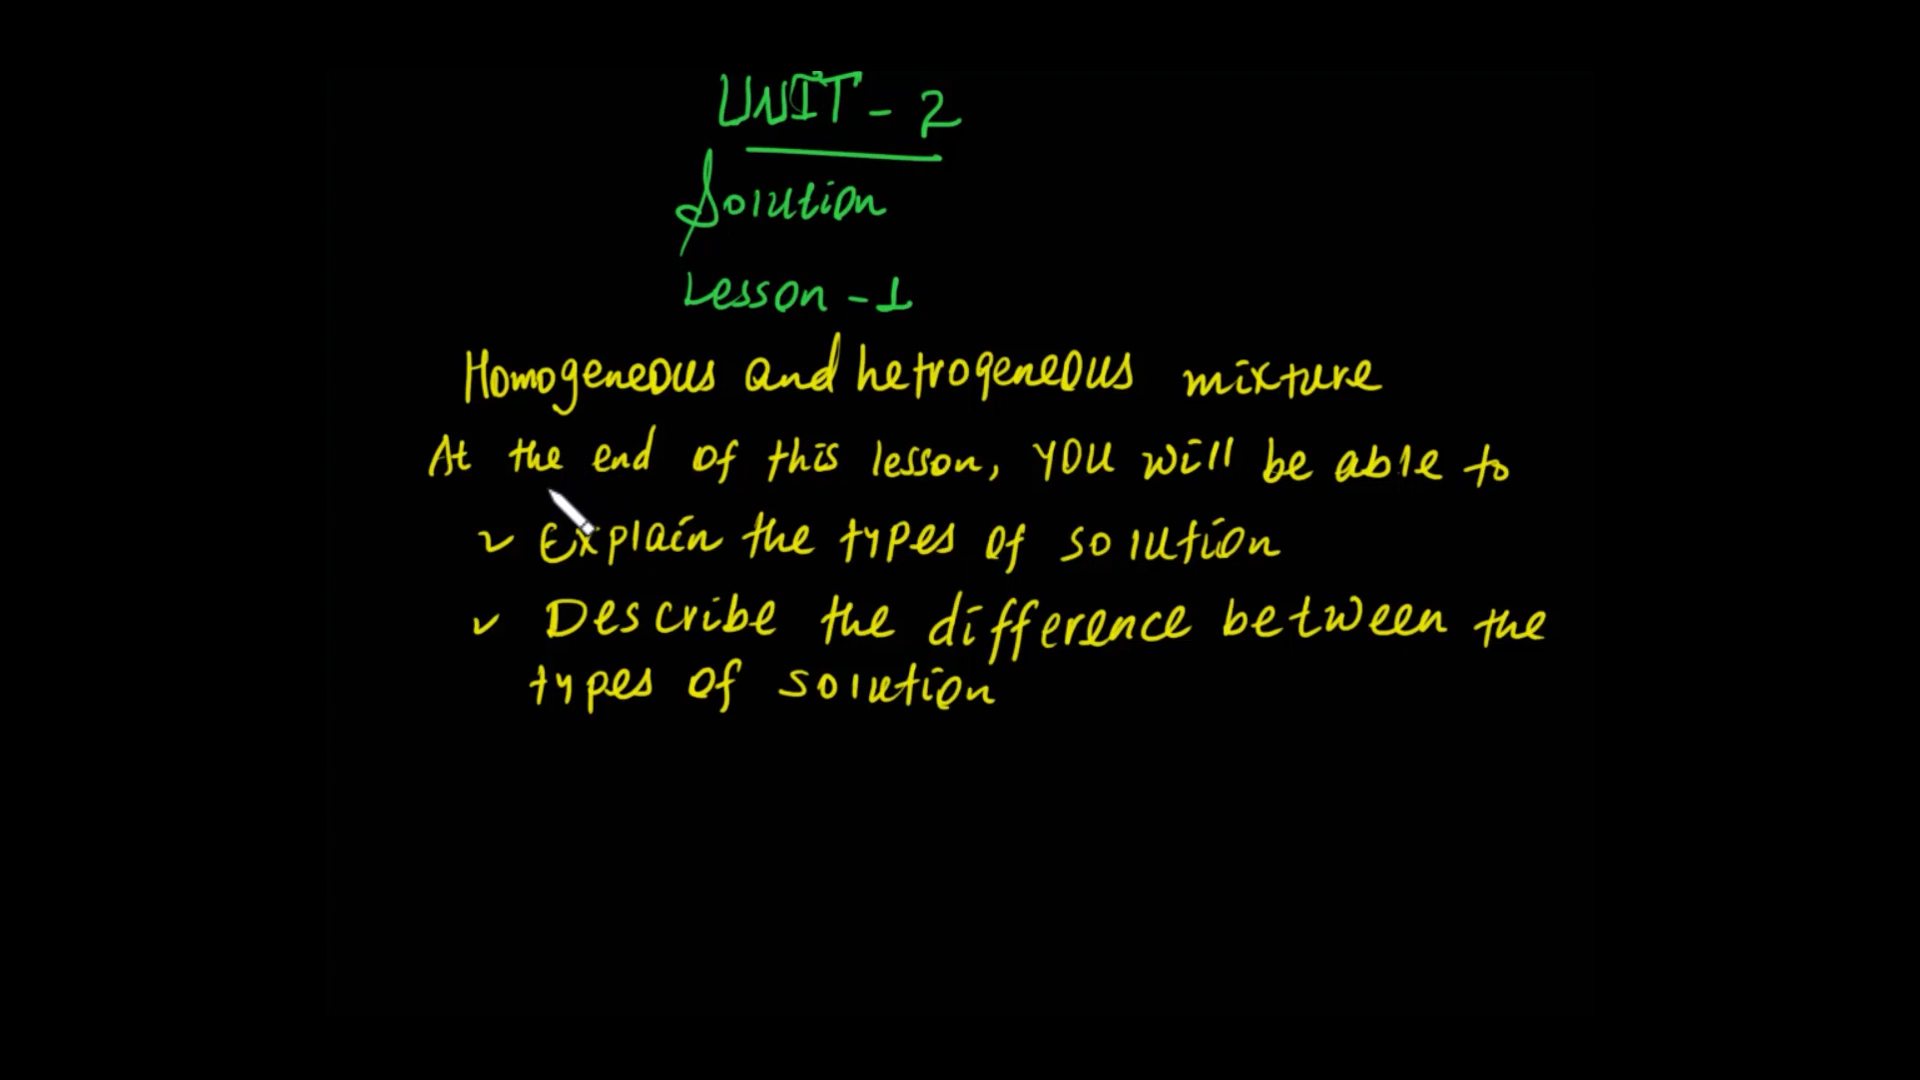 UNIT - 2
Solution
Lesson - 1
Homogeneous and hetrogeneous mixture
At the end of this lesson, you will be able to
✓ Explain the types of solution
✓ Describe the difference between the
types of solution